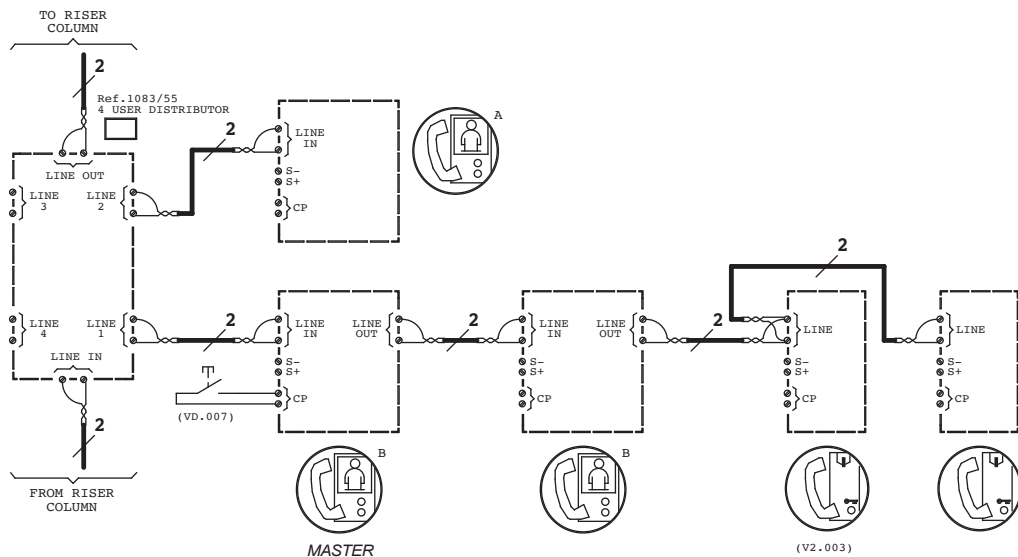 TO RISER
COLUMN
2
Ref.1083/55
4 USER DISTRIBUTOR
LINE OUT
LINE
3
LINE
2
2
LINE
IN
S-
S+
CP
A
LINE
4
LINE
1
LINE IN
2
FROM RISER
COLUMN
2
(VD.007)
LINE
IN
LINE
OUT
S-
S+
CP
B
MASTER
2
LINE
IN
LINE
OUT
S-
S+
CP
B
2
2
LINE
S-
S+
CP
(V2.003)
LINE
S-
S+
CP